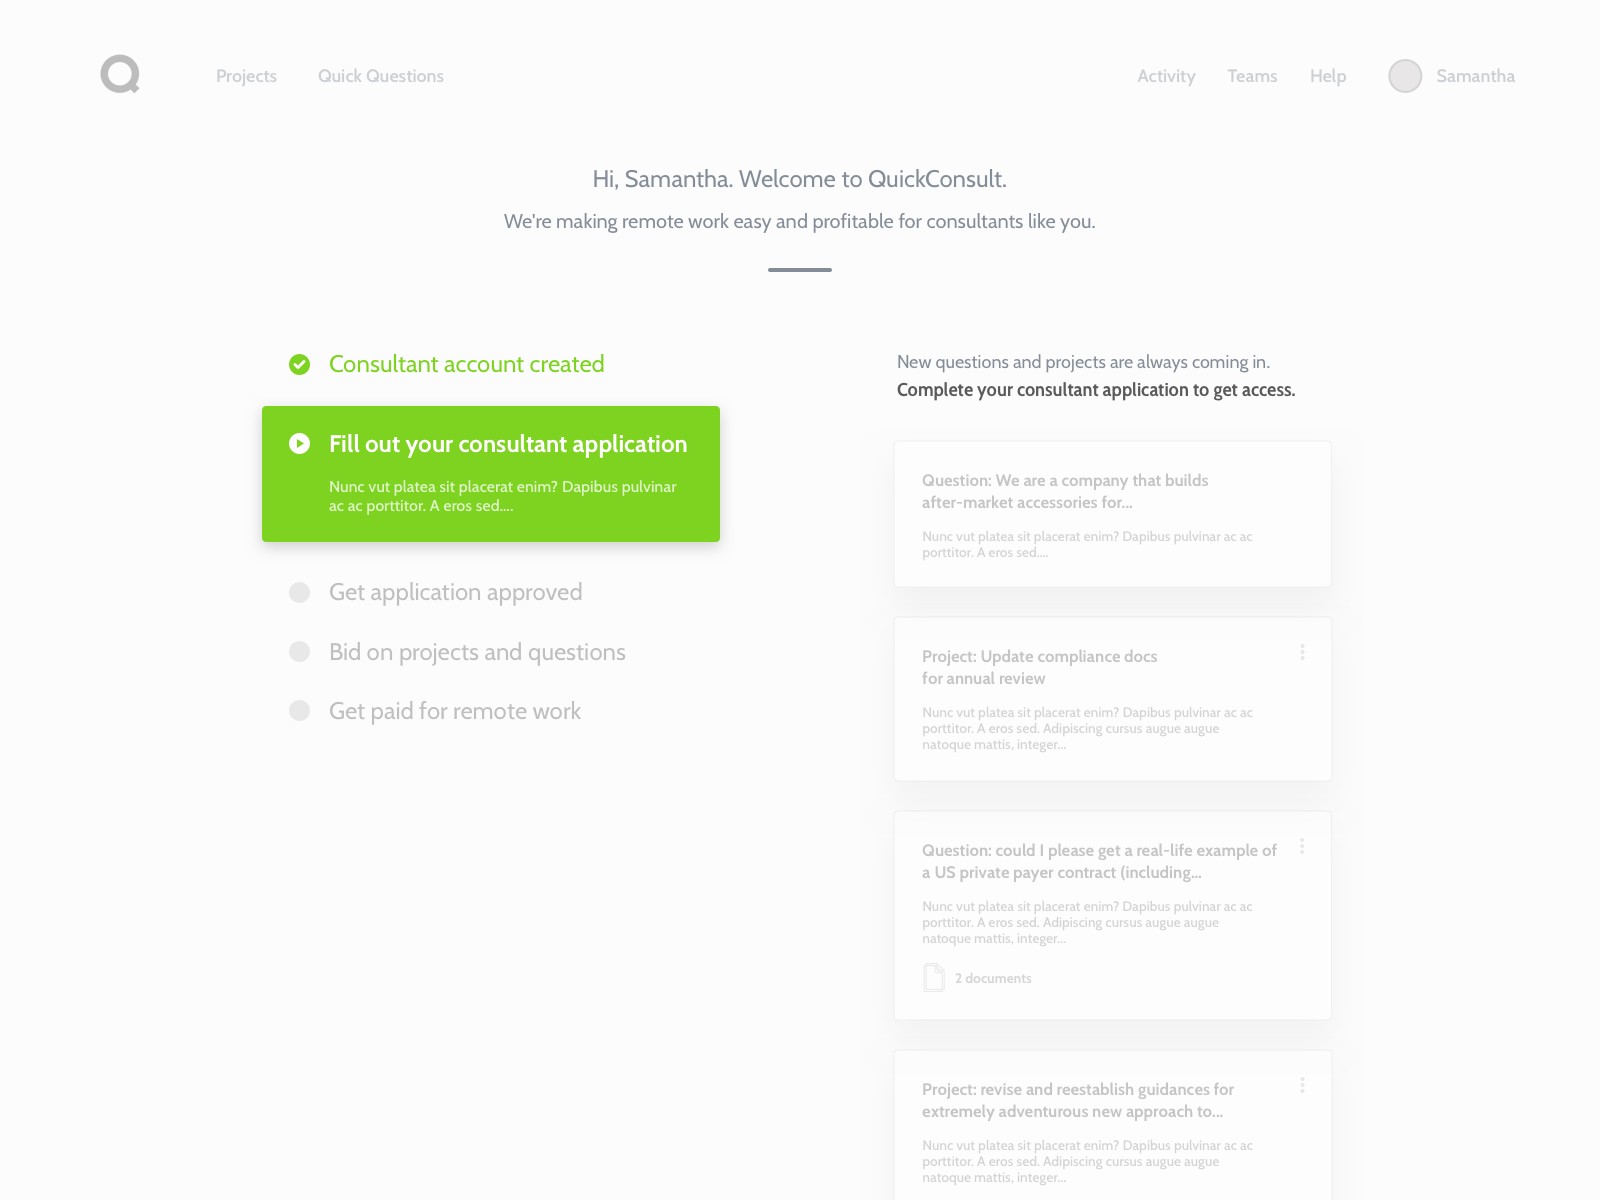 Projects
Quick Questions
Activity
Teams
Help
Samantha
Hi, Samantha. Welcome to QuickConsult.
We're making remote work easy and profitable for consultants like you.
Consultant account created
Fill out your consultant application
Nunc vut platea sit placerat enim? Dapibus pulvinar
ac ac porttitor. A eros sed....
Get application approved
Bid on projects and questions
Get paid for remote work
New questions and projects are always coming in.
Complete your consultant application to get access.
Question: We are a company that builds
after-market accessories for...
Nunc vut platea sit placerat enim? Dapibus pulvinar ac ac
porttitor. A eros sed....
Project: Update compliance docs
for annual review
Nunc vut platea sit placerat enim? Dapibus pulvinar ac ac
porttitor. A eros sed. Adipiscing cursus augue augue
natoque mattis, integer...
Question: could I please get a real-life example of
a US private payer contract (including...
Nunc vut platea sit placerat enim? Dapibus pulvinar ac ac
porttitor. A eros sed. Adipiscing cursus augue augue
natoque mattis, integer...
2 documents
Project: revise and reestablish guidances for
extremely adventurous new approach to...
Nunc vut platea sit placerat enim? Dapibus pulvinar ac ac
porttitor. A eros sed. Adipiscing cursus augue augue
natoque mattis, integer...